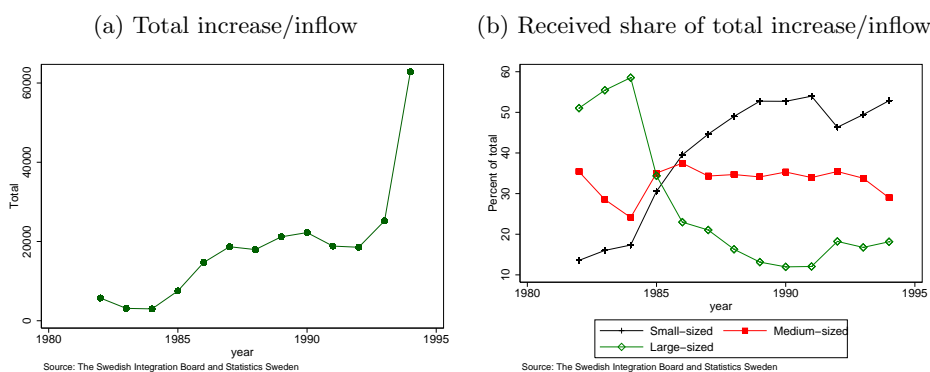 (a) Total increase/inflow
Total
0
20000
40000
60000
1980
1985
1990
1995
year
Source: The Swedish Integration Board and Statistics Sweden
(b) Received share of total increase/inflow
Percent of total
10
20
30
40
50
60
1980
1985
1990
1995
year
Small−sized
Medium−sized
Large−sized
Source: The Swedish Integration Board and Statistics Sweden